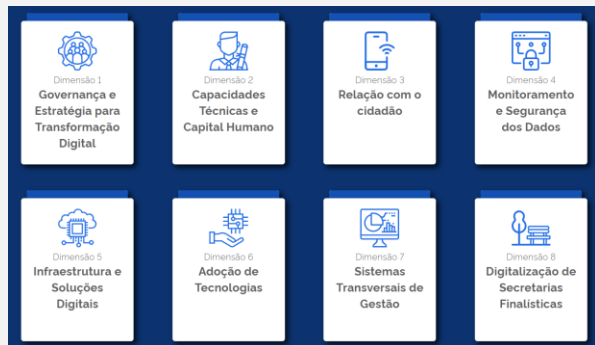 Dimensão 1
Governança e
Estratégia para
Transformação
Digital
Dimensão 2
Capacidades
Técnicas e
Capital Humano
Dimensão 3
Relação com o
cidadão
Dimensão 4
Monitoramento
e Segurança
dos Dados
Dimensão 5
Infraestrutura e
Soluções
Digitais
Dimensão 6
Adoção de
Tecnologias
Dimensão 7
Sistemas
Transversais de
Gestão
Dimensão 8
Digitalização de
Secretarias
Finalísticas